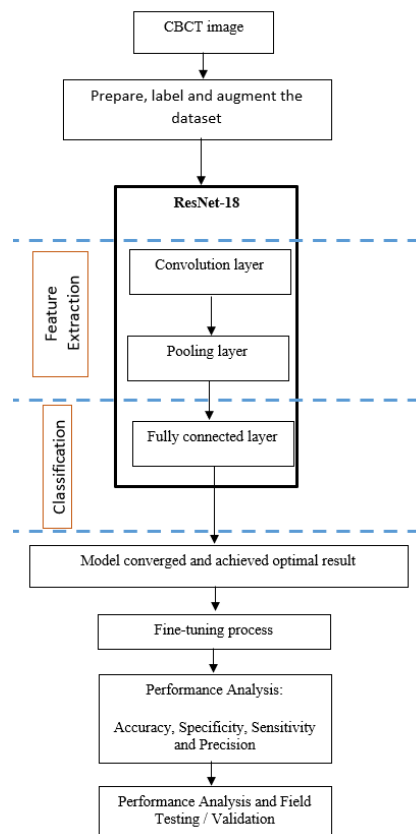 CBCT image
Prepare, label and augment the
dataset
ResNet-18
Feature
Extraction
Convolution layer
Pooling layer
Classification
Fully connected layer
Model converged and achieved optimal result
Fine-tuning process
Performance Analysis:
Accuracy, Specificity, Sensitivity
and Precision
Performance Analysis and Field
Testing / Validation